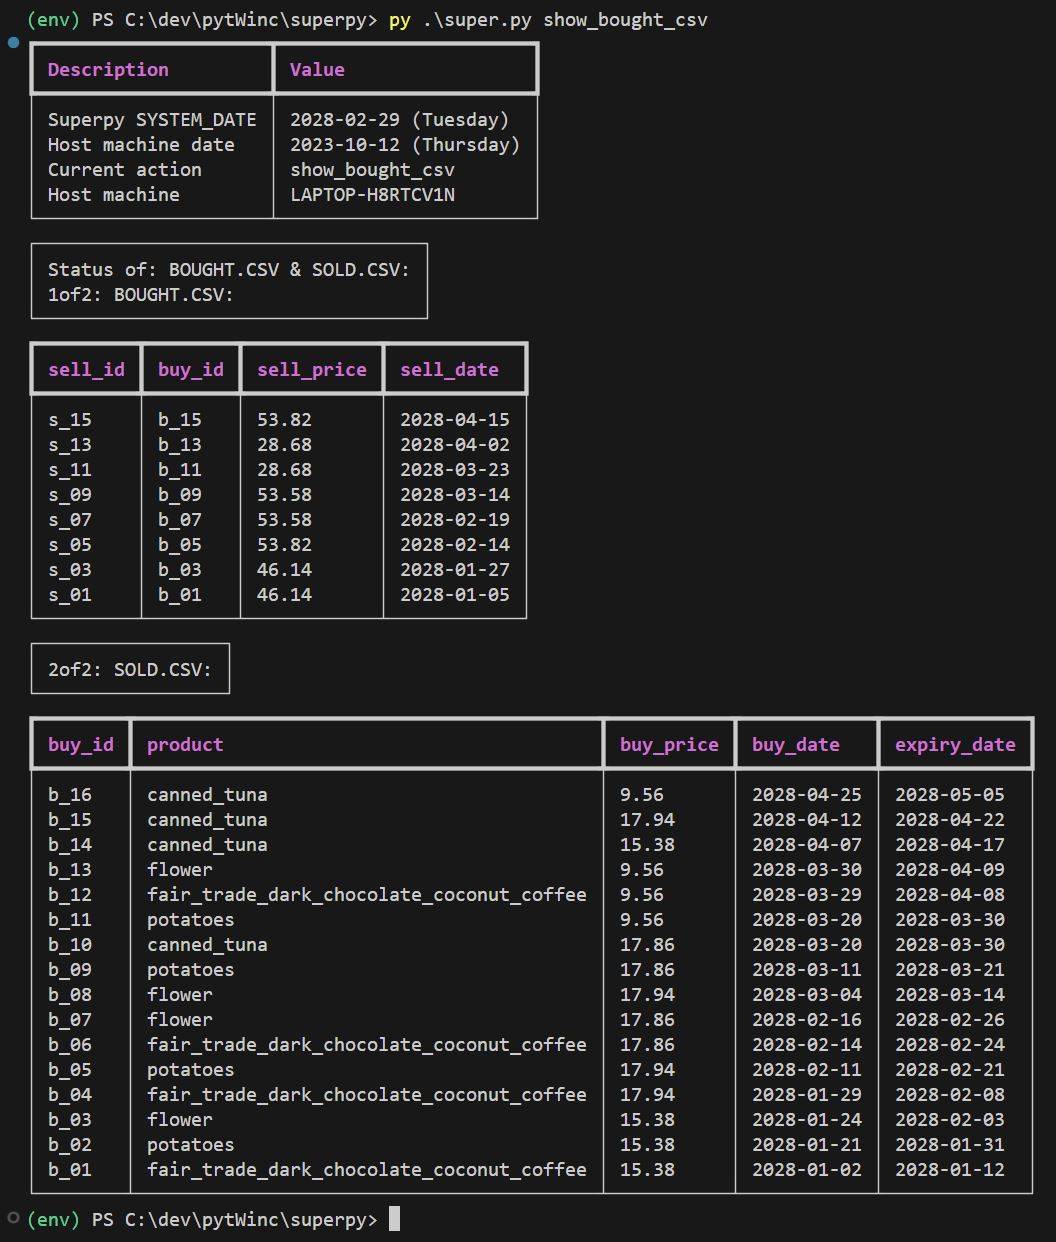 (env) PS C:\dev\pytWinc\superpy> py .\super.py show_bought_csv
Description Value
Superpy SYSTEM_DATE 2028-02-29 (Tuesday)
Host machine date 2023-10-12 (Thursday)
Current action show_bought_csv
Host machine LAPTOP-H8RTCV1N
Status of: BOUGHT.CSV & SOLD.CSV:
1of2: BOUGHT.CSV:
sell_id buy_id sell_price sell_date
s_15 b_15 53.82 2028-04-15
s_13 b_13 28.68 2028-04-02
s_11 b_11 28.68 2028-03-23
s_09 b_09 53.58 2028-03-14
s_07 b_07 53.58 2028-02-19
s_05 b_05 53.82 2028-02-14
s_03 b_03 46.14 2028-01-27
s_01 b_01 46.14 2028-01-05
2of2: SOLD.CSV:
buy_id product buy_price buy_date expiry_date
b_16 canned_tuna 9.56 2028-04-25 2028-05-05
b_15 canned_tuna 17.94 2028-04-12 2028-04-22
b_14 canned_tuna 15.38 2028-04-07 2028-04-17
b_13 flower 9.56 2028-03-30 2028-04-09
b_12 fair_trade_dark_chocolate_coconut_coffee 9.56 2028-03-29 2028-04-08
b_11 potatoes 9.56 2028-03-20 2028-03-30
b_10 canned_tuna 17.86 2028-03-20 2028-03-30
b_09 potatoes 17.86 2028-03-11 2028-03-21
b_08 flower 17.94 2028-03-04 2028-03-14
b_07 flower 17.86 2028-02-16 2028-02-26
b_06 fair_trade_dark_chocolate_coconut_coffee 17.86 2028-02-14 2028-02-24
b_05 potatoes 17.94 2028-02-11 2028-02-21
b_04 fair_trade_dark_chocolate_coconut_coffee 17.94 2028-01-29 2028-02-08
b_03 flower 15.38 2028-01-24 2028-02-03
b_02 potatoes 15.38 2028-01-21 2028-01-31
b_01 fair_trade_dark_chocolate_coconut_coffee 15.38 2028-01-02 2028-01-12
(env) PS C:\dev\pytWinc\superpy>